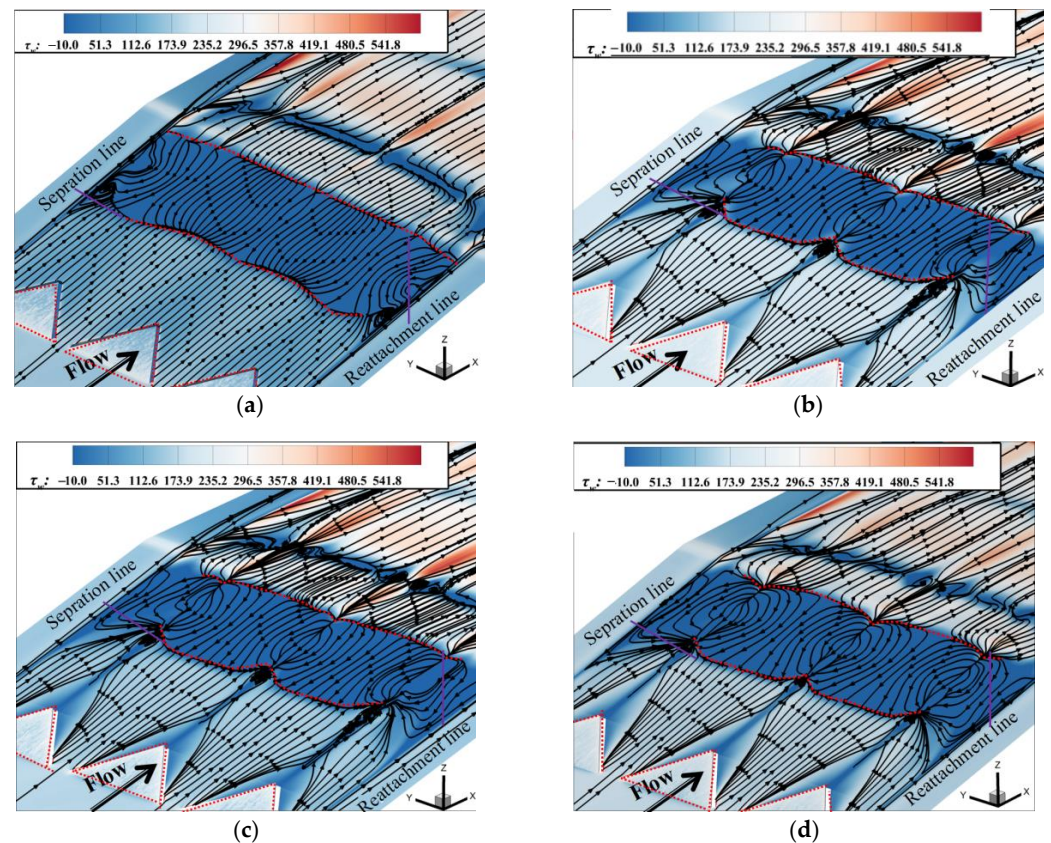 τw: −10.0 51.3 112.6 173.9 235.2 296.5 357.8 419.1 480.5 541.8
Sepration line
Flow
Reattachment line
Z
Y X
(a)
τw: −10.0 51.3 112.6 173.9 235.2 296.5 357.8 419.1 480.5 541.8
Sepration line
Flow
Reattachment line
Z
Y X
(b)
τw: −10.0 51.3 112.6 173.9 235.2 296.5 357.8 419.1 480.5 541.8
Sepration line
Flow
Reattachment line
Z
Y X
(c)
τw: −10.0 51.3 112.6 173.9 235.2 296.5 357.8 419.1 480.5 541.8
Sepration line
Flow
Reattachment line
Z
Y X
(d)